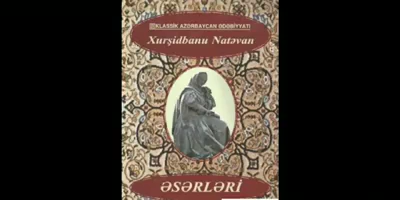 KLASSİK AZƏRBAYCAN ƏDƏBİYYATI
Xurşidbanu Natəvan
ƏSƏRLƏRİ